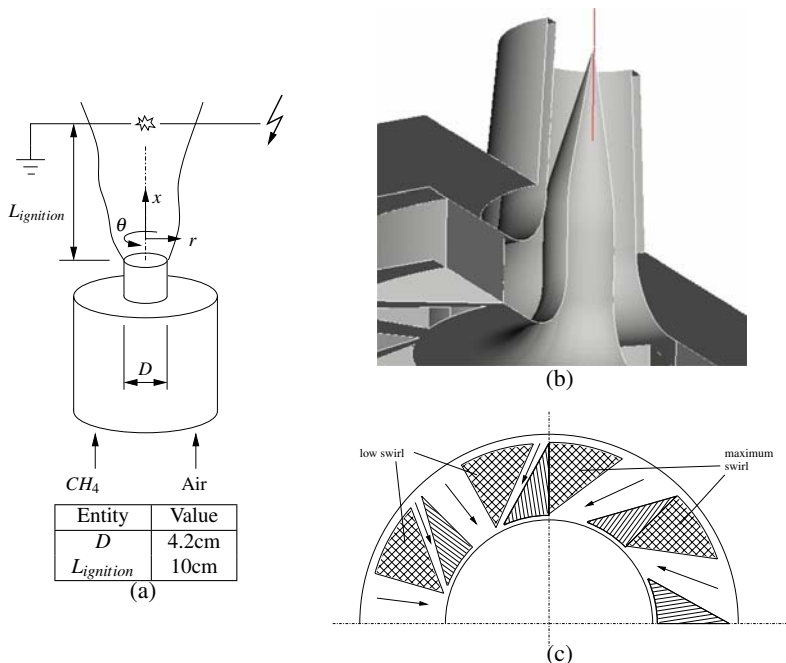 L_ignition
x
θ
r
D
CH4
Air
Entity Value
D 4.2cm
L_ignition 10cm
(a)
(b)
low swirl
maximum
swirl
(c)